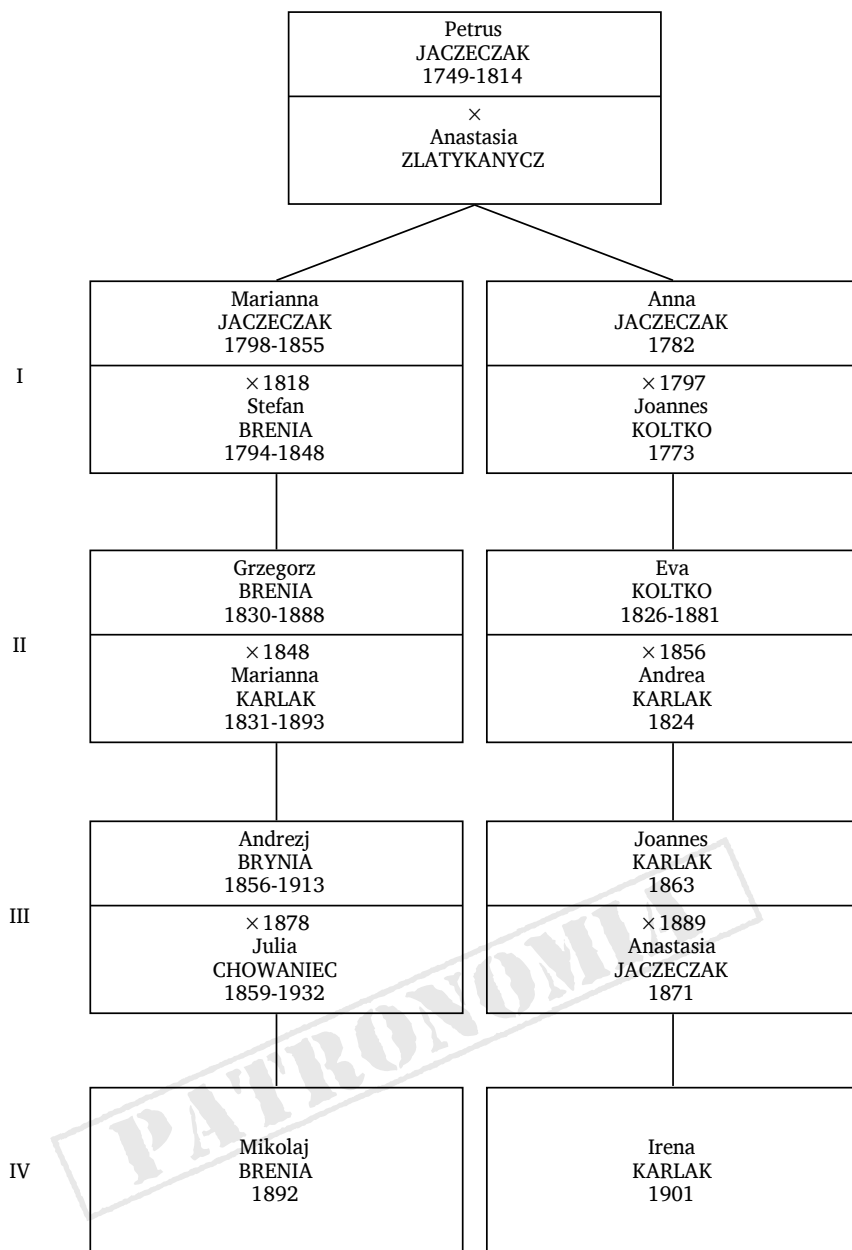 Petrus
JACZECZAK
1749-1814
×
Anastasia
ZLATYKANYCZ
I
Marianna
JACZECZAK
1798-1855
×1818
Stefan
BRENIA
1794-1848
Anna
JACZECZAK
1782
×1797
Joannes
KOLTKO
1773
II
Grzegorz
BRENIA
1830-1888
×1848
Marianna
KARLAK
1831-1893
Eva
KOLTKO
1826-1881
×1856
Andrea
KARLAK
1824
III
Andrezj
BRYNIA
1856-1913
×1878
Julia
CHOWANIEC
1859-1932
Joannes
KARLAK
1863
×1889
Anastasia
JACZECZAK
1871
IV
Mikolaj
BRENIA
1892
Irena
KARLAK
1901
PATRONOMIA